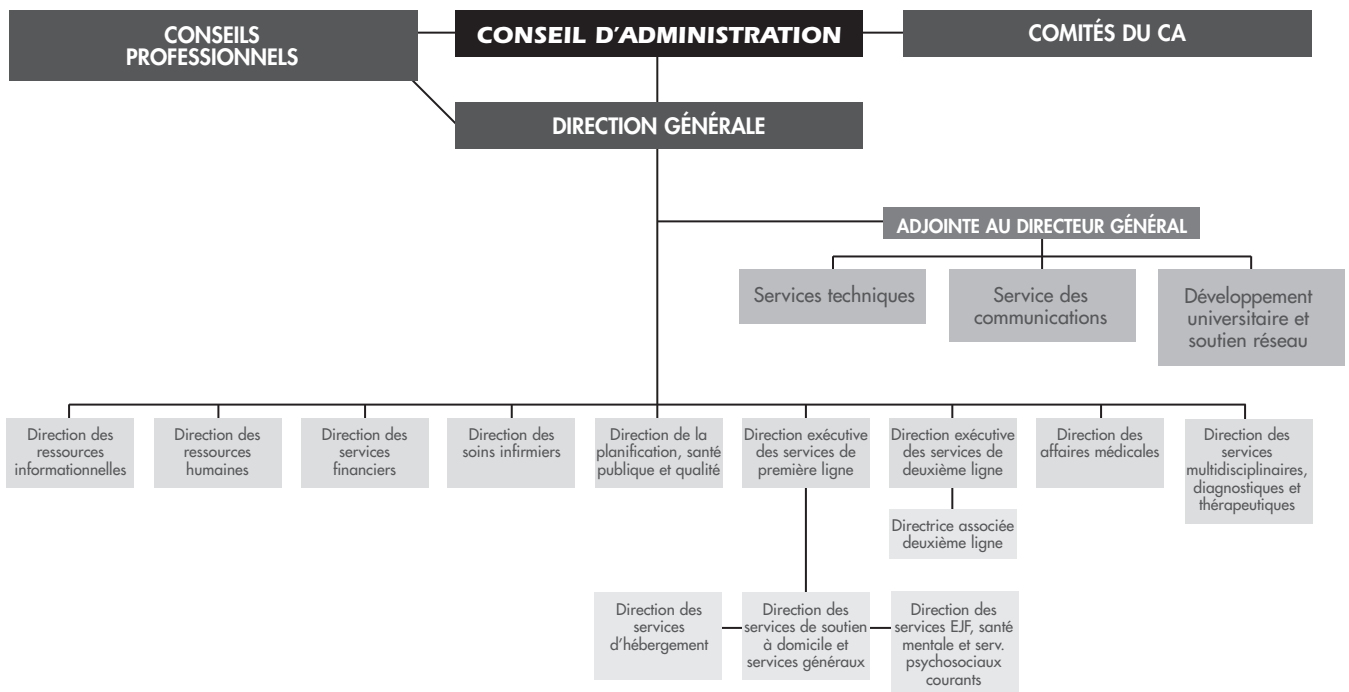 CONSEILS
PROFESSIONNELS
CONSEIL D'ADMINISTRATION
COMITÉS DU CA
DIRECTION GÉNÉRALE
ADJOINTE AU DIRECTEUR GÉNÉRAL
Services techniques
Service des
communications
Développement
universitaire et
soutien réseau
Direction des
ressources
informationnelles
Direction des
ressources
humaines
Direction des
services
financiers
Direction des
soins infirmiers
Direction de la
planification, santé
publique et qualité
Direction exécutive
des services de
première ligne
Direction exécutive
des services de
deuxième ligne
Direction des
affaires médicales
Direction des
services
multidisciplinaires,
diagnostiques et
thérapeutiques
Directrice associée
deuxième ligne
Direction des
services
d'hébergement
Direction des
services de soutien
à domicile et
services généraux
Direction des
services EJF, santé
mentale et serv.
psychosociaux
courants